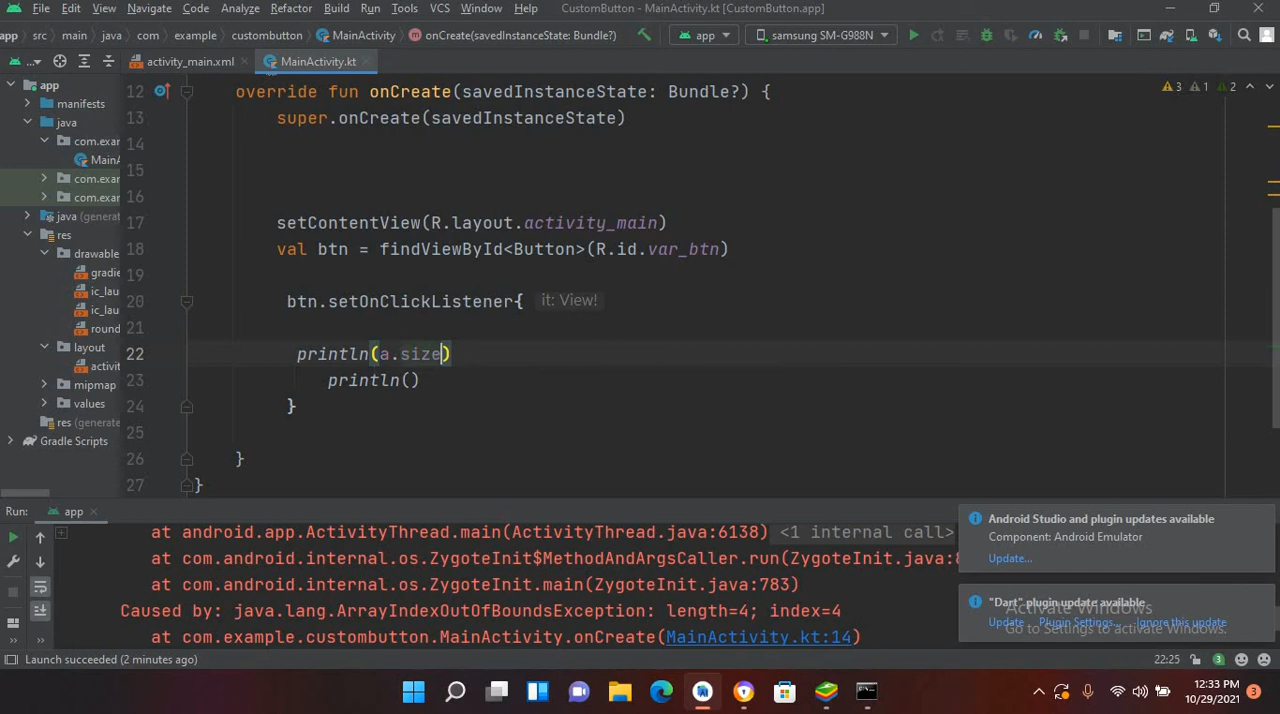 File Edit View Navigate Code Analyze Refactor Build Run Tools VCS Window Help CustomButton - MainActivity.kt [CustomButton.app]
app src main java com example custombutton MainActivity onCreate(savedInstanceState: Bundle?) app samsung SM-G988N
... activity_main.xml MainActivity.kt
app
manifests
java
com.exar
MainA
com.exar
com.exar
java (generate
res
drawable
gradie
ic_lau
ic_lau
round
layout
activit
mipmap
values
res (generate
Gradle Scripts
3 1 2
12 override fun onCreate(savedInstanceState: Bundle?) {
13 super.onCreate(savedInstanceState)
14
15
16
17 setContentView(R.layout.activity_main)
18 val btn = findViewById<Button>(R.id.var_btn)
19
20 btn.setOnClickListener{ it: View!
21
22 println(a.size)
23 println()
24 }
25
26 }
27 }
Run: app
at android.app.ActivityThread.main(ActivityThread.java:6138) <1 internal call>
at com.android.internal.os.ZygoteInit$MethodAndArgsCaller.run(ZygoteInit.java:8
at com.android.internal.os.ZygoteInit.main(ZygoteInit.java:783)
Caused by: java.lang.ArrayIndexOutOfBoundsException: length=4; index=4
at com.example.custombutton.MainActivity.onCreate(MainActivity.kt:14)
Android Studio and plugin updates available
Component: Android Emulator
Update...
"Dart" plugin update available
Update Plugin Settings... Ignore this update
Activate Windows
Go to Settings to activate Windows.
Launch succeeded (2 minutes ago) 22:25 3
12:33 PM
10/29/2021 3